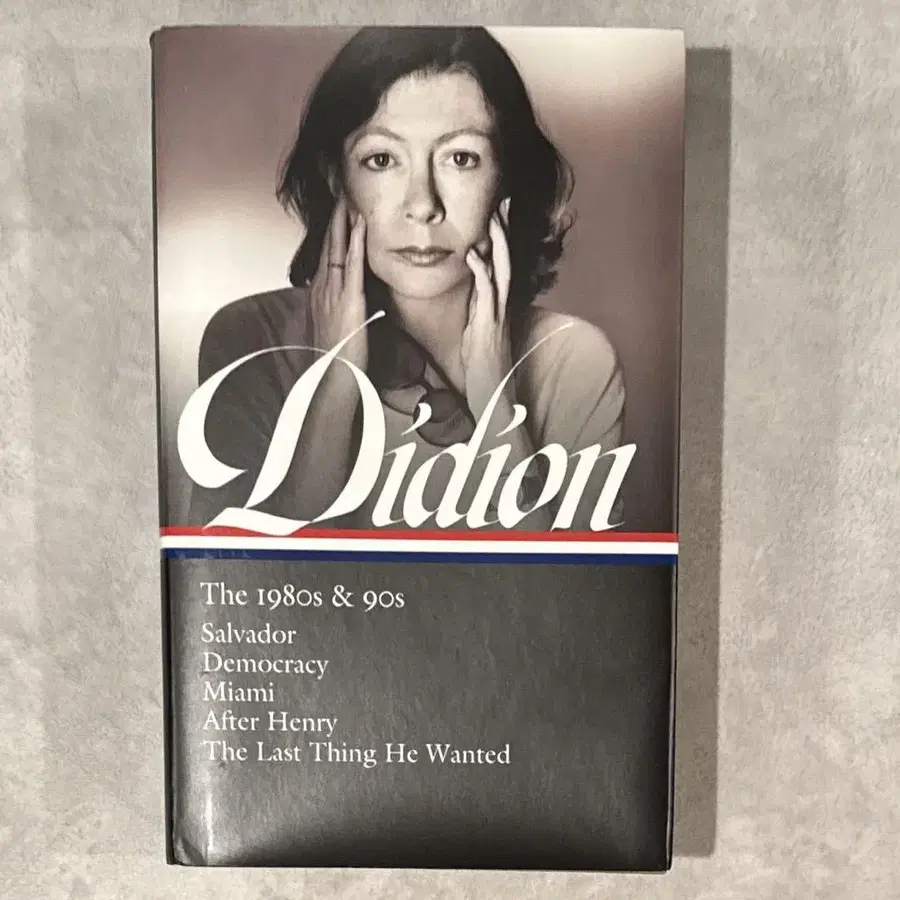 Didion
The 1980s & 90s
Salvador
Democracy
Miami
After Henry
The Last Thing He Wanted